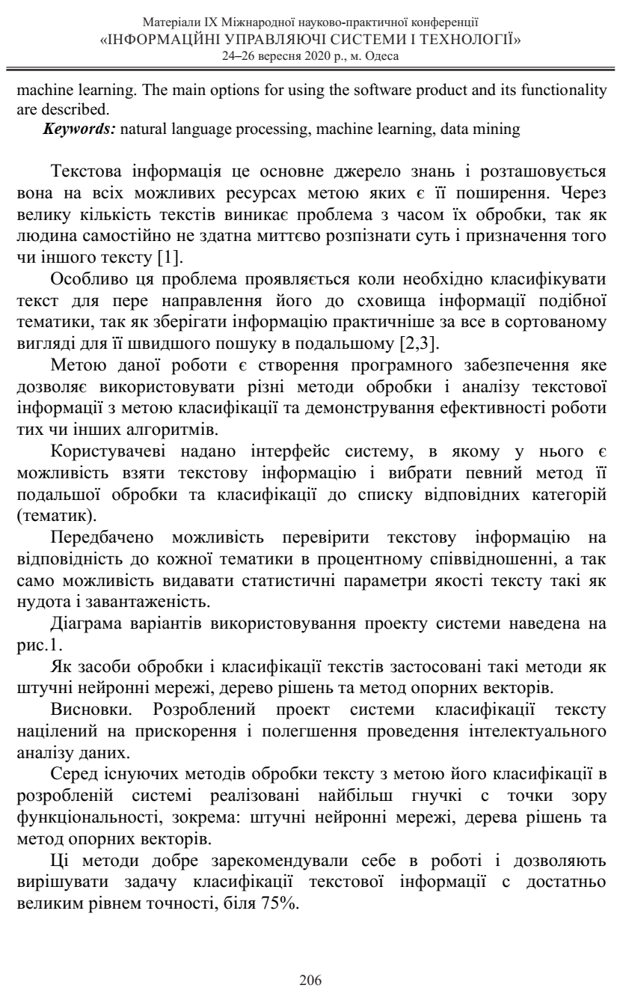 Матеріали IX Міжнародної науково-практичної конференції
«ІНФОРМАЦЙНІ УПРАВЛЯЮЧІ СИСТЕМИ І ТЕХНОЛОГІЇ»
24–26 вересня 2020 р., м. Одеса
machine learning. The main options for using the software product and its functionality
are described.
Keywords: natural language processing, machine learning, data mining
Текстова інформація це основне джерело знань і розташовується
вона на всіх можливих ресурсах метою яких є її поширення. Через
велику кількість текстів виникає проблема з часом їх обробки, так як
людина самостійно не здатна миттєво розпізнати суть і призначення того
чи іншого тексту [1].
Особливо ця проблема проявляється коли необхідно класифікувати
текст для пере направлення його до сховища інформації подібної
тематики, так як зберігати інформацію практичніше за все в сортованому
вигляді для її швидшого пошуку в подальшому [2,3].
Метою даної роботи є створення програмного забезпечення яке
дозволяє використовувати різні методи обробки і аналізу текстової
інформації з метою класифікації та демонстрування ефективності роботи
тих чи інших алгоритмів.
Користувачеві надано інтерфейс систему, в якому у нього є
можливість взяти текстову інформацію і вибрати певний метод її
подальшої обробки та класифікації до списку відповідних категорій
(тематик).
Передбачено можливість перевірити текстову інформацію на
відповідність до кожної тематики в процентному співвідношенні, а так
само можливість видавати статистичні параметри якості тексту такі як
нудота і завантаженість.
Діаграма варіантів використовування проекту системи наведена на
рис.1.
Як засоби обробки і класифікації текстів застосовані такі методи як
штучні нейронні мережі, дерево рішень та метод опорних векторів.
Висновки. Розроблений проект системи класифікації тексту
націлений на прискорення і полегшення проведення інтелектуального
аналізу даних.
Серед існуючих методів обробки тексту з метою його класифікації в
розробленій системі реалізовані найбільш гнучкі с точки зору
функціональності, зокрема: штучні нейронні мережі, дерева рішень та
метод опорних векторів.
Ці методи добре зарекомендували себе в роботі і дозволяють
вирішувати задачу класифікації текстової інформації с достатньо
великим рівнем точності, біля 75%.
206